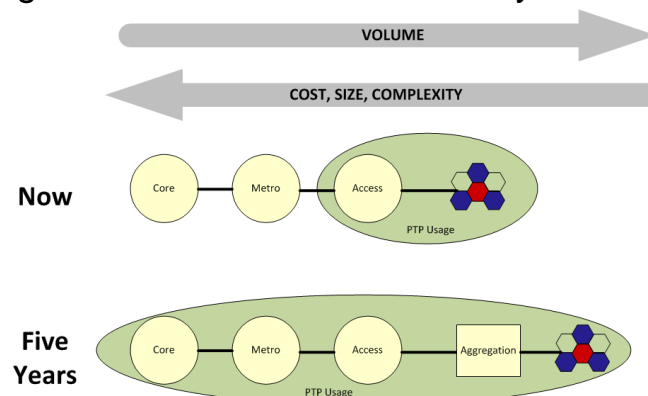 VOLUME
COST, SIZE, COMPLEXITY
Now
Core
Metro
Access
PTP Usage
Five
Years
Core
Metro
Access
Aggregation
PTP Usage